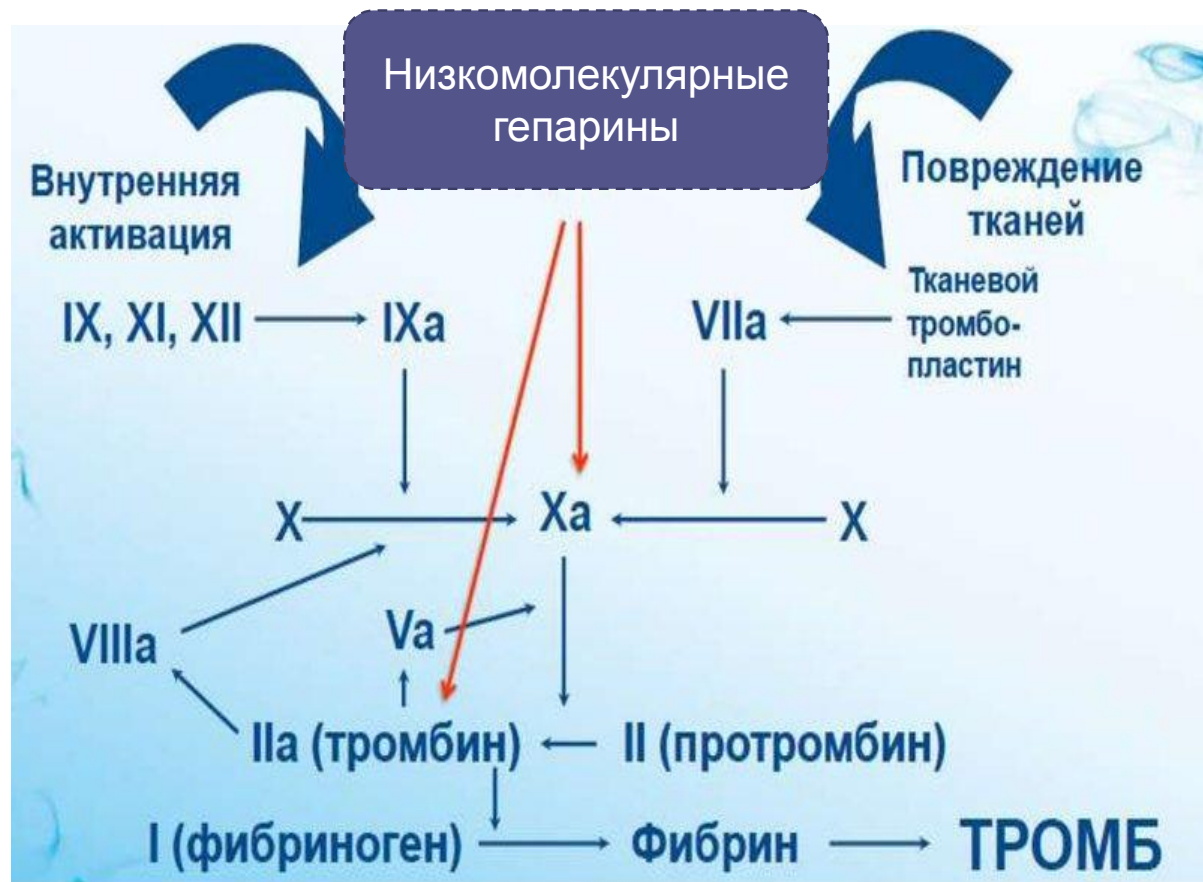 Низкомолекулярные
гепарины
Внутренняя
активация
Повреждение
тканей
IX, XI, XII
IXa
VIIa
Тканевой
тромбо-
пластин
X
Xa
X
VIIIa
Va
IIa (тромбин)
II (протромбин)
I (фибриноген)
Фибрин
ТРОМБ